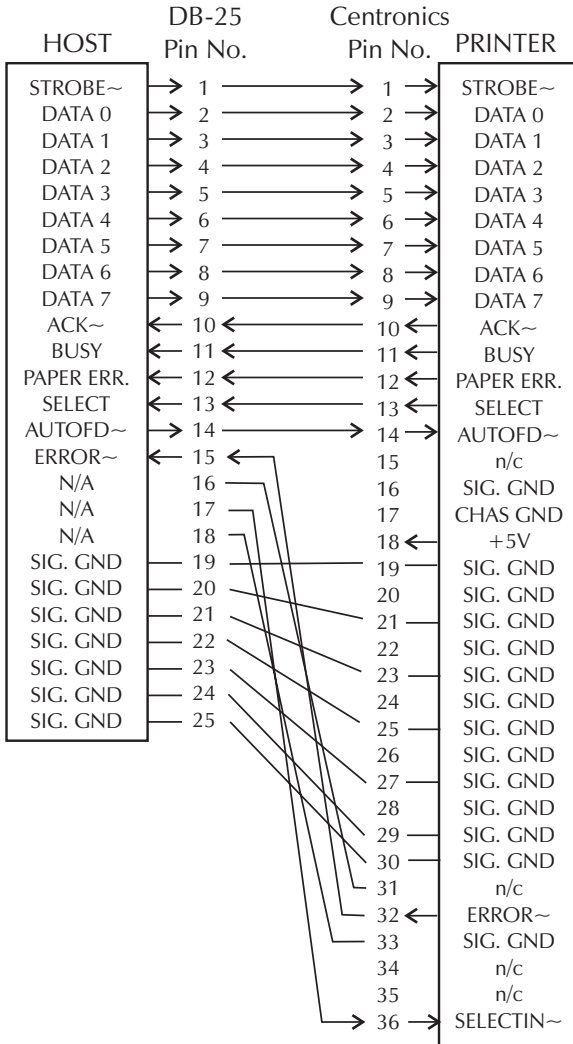 DB-25 Centronics
HOST Pin No. Pin No. PRINTER
STROBE~ 1 1 STROBE~
DATA 0 2 2 DATA 0
DATA 1 3 3 DATA 1
DATA 2 4 4 DATA 2
DATA 3 5 5 DATA 3
DATA 4 6 6 DATA 4
DATA 5 7 7 DATA 5
DATA 6 8 8 DATA 6
DATA 7 9 9 DATA 7
ACK~ 10 10 ACK~
BUSY 11 11 BUSY
PAPER ERR. 12 12 PAPER ERR.
SELECT 13 13 SELECT
AUTOFD~ 14 14 AUTOFD~
ERROR~ 15 15 n/c
N/A 16 16 SIG. GND
N/A 17 17 CHAS GND
N/A 18 18 +5V
SIG. GND 19 19 SIG. GND
SIG. GND 20 20 SIG. GND
SIG. GND 21 21 SIG. GND
SIG. GND 22 22 SIG. GND
SIG. GND 23 23 SIG. GND
SIG. GND 24 24 SIG. GND
SIG. GND 25 25 SIG. GND
26 SIG. GND
27 SIG. GND
28 SIG. GND
29 SIG. GND
30 SIG. GND
31 n/c
32 ERROR~
33 SIG. GND
34 n/c
35 n/c
36 SELECTIN~